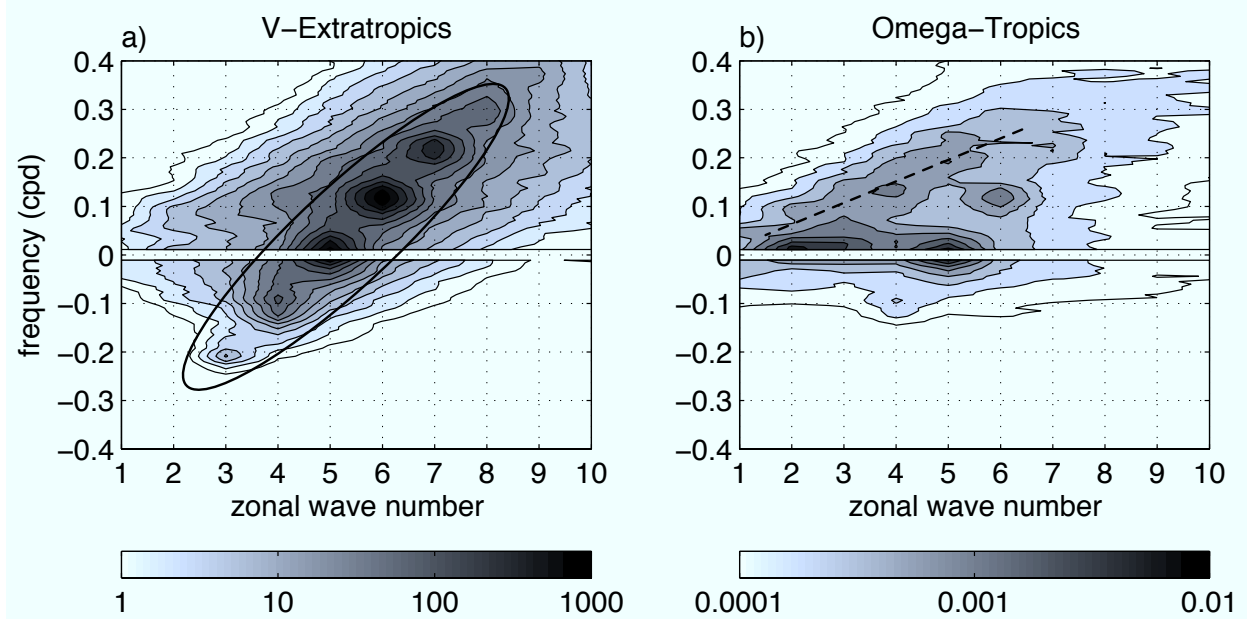 V−Extratropics
a)
0.4
0.3
0.2
0.1
0
−0.1
−0.2
−0.3
−0.4
frequency (cpd)
1 2 3 4 5 6 7 8 9 10
zonal wave number
1 10 100 1000
Omega−Tropics
b)
0.4
0.3
0.2
0.1
0
−0.1
−0.2
−0.3
−0.4
1 2 3 4 5 6 7 8 9 10
zonal wave number
0.0001 0.001 0.01